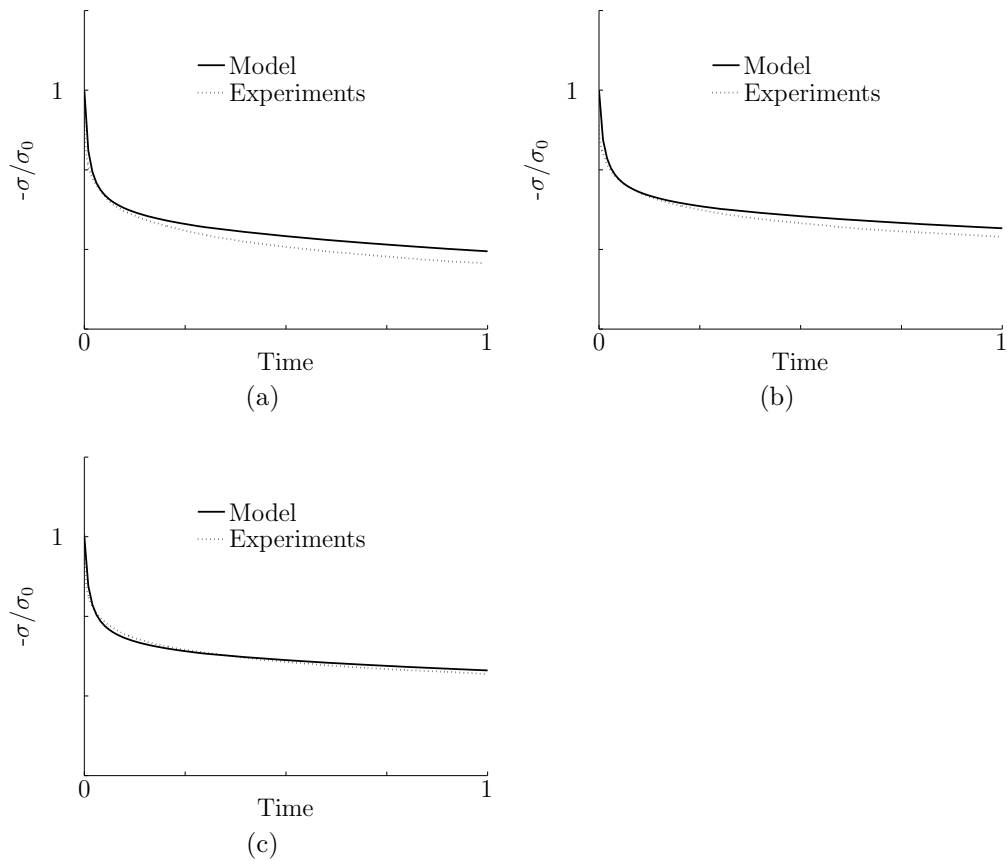 Model
1
Experiments
-σ/σ0
0
1
Time
(a)
Model
1
Experiments
-σ/σ0
0
1
Time
(b)
Model
1
Experiments
-σ/σ0
0
1
Time
(c)